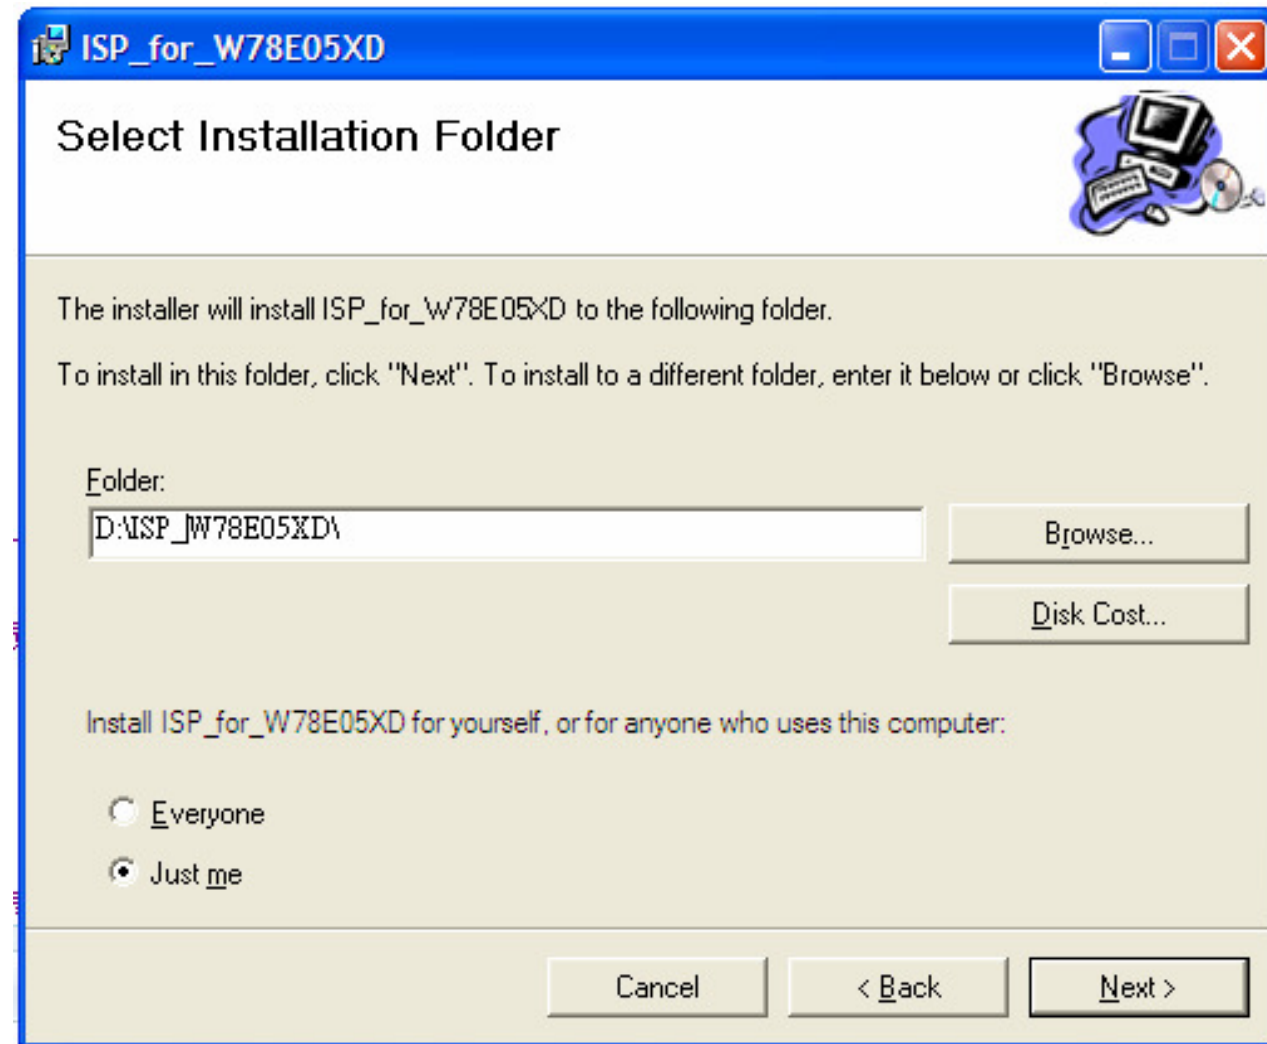 ISP_for_W78E05XD
Select Installation Folder
The installer will install ISP_for_W78E05XD to the following folder.
To install in this folder, click "Next". To install to a different folder, enter it below or click "Browse".
Folder:
D:\ISP_W78E05XD\
Browse...
Disk Cost...
Install ISP_for_W78E05XD for yourself, or for anyone who uses this computer:
Everyone
Just me
Cancel
< Back
Next >